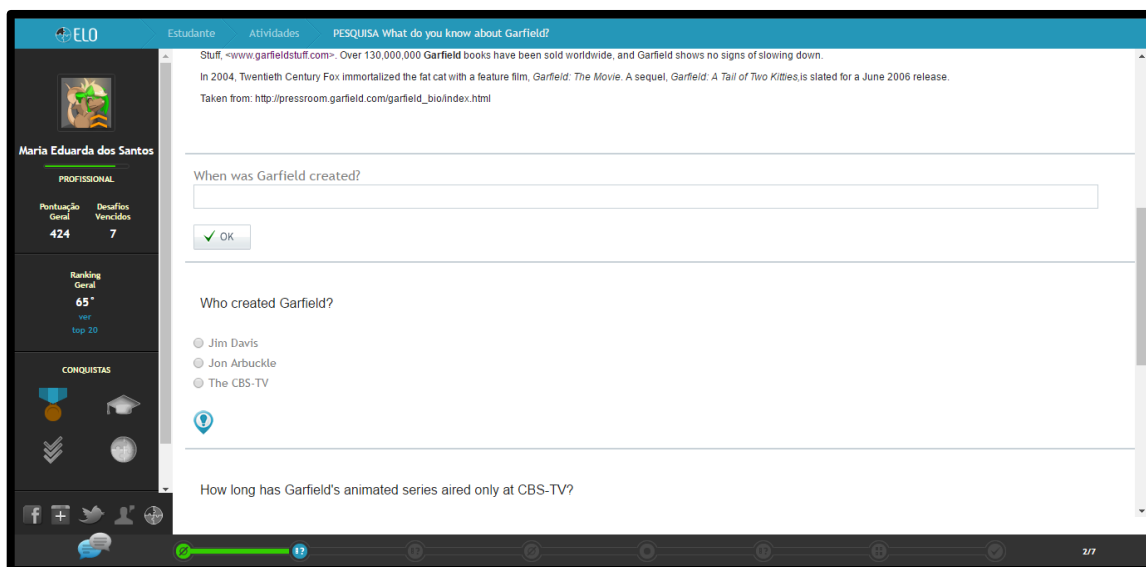 ELO
Estudante Atividades PESQUISA What do you know about Garfield?
Stuff, <www.garfieldstuff.com>. Over 130,000,000 Garfield books have been sold worldwide, and Garfield shows no signs of slowing down.
In 2004, Twentieth Century Fox immortalized the fat cat with a feature film, Garfield: The Movie. A sequel, Garfield: A Tail of Two Kitties,is slated for a June 2006 release.
Taken from: http://pressroom.garfield.com/garfield_bio/index.html
Maria Eduarda dos Santos
PROFISSIONAL
Pontuação Geral
Desafios Vencidos
424 7
Ranking
Geral
65°
ver
top 20
CONQUISTAS
When was Garfield created?
OK
Who created Garfield?
Jim Davis
Jon Arbuckle
The CBS-TV
How long has Garfield's animated series aired only at CBS-TV?
2/7